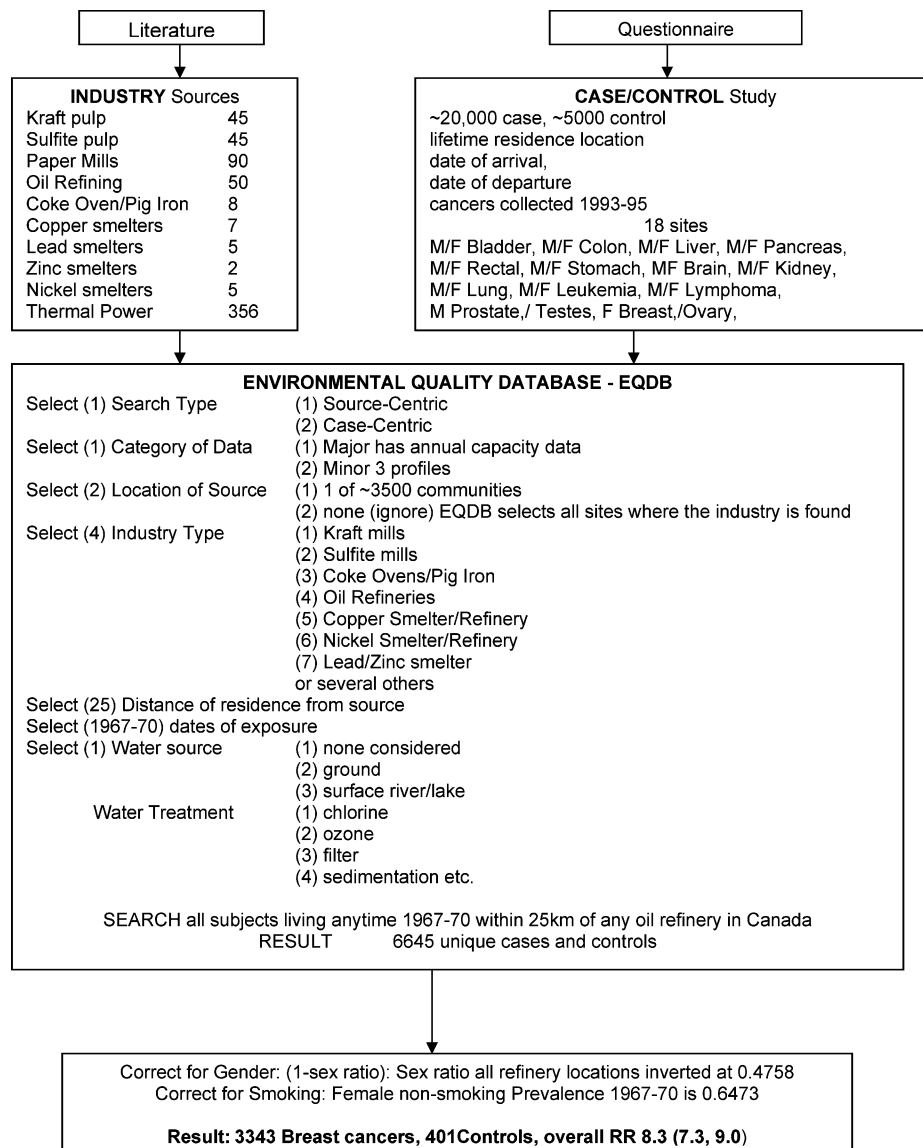 Literature
Questionnaire
INDUSTRY Sources
Kraft pulp 45
Sulfite pulp 45
Paper Mills 90
Oil Refining 50
Coke Oven/Pig Iron 8
Copper smelters 7
Lead smelters 5
Zinc smelters 2
Nickel smelters 5
Thermal Power 356
CASE/CONTROL Study
~20,000 case, ~5000 control
lifetime residence location
date of arrival,
date of departure
cancers collected 1993-95
18 sites
M/F Bladder, M/F Colon, M/F Liver, M/F Pancreas,
M/F Rectal, M/F Stomach, MF Brain, M/F Kidney,
M/F Lung, M/F Leukemia, M/F Lymphoma,
M Prostate,/ Testes, F Breast,/Ovary,
ENVIRONMENTAL QUALITY DATABASE - EQDB
Select (1) Search Type (1) Source-Centric
(2) Case-Centric
Select (1) Category of Data (1) Major has annual capacity data
(2) Minor 3 profiles
Select (2) Location of Source (1) 1 of ~3500 communities
(2) none (ignore) EQDB selects all sites where the industry is found
Select (4) Industry Type (1) Kraft mills
(2) Sulfite mills
(3) Coke Ovens/Pig Iron
(4) Oil Refineries
(5) Copper Smelter/Refinery
(6) Nickel Smelter/Refinery
(7) Lead/Zinc smelter
or several others
Select (25) Distance of residence from source
Select (1967-70) dates of exposure
Select (1) Water source (1) none considered
(2) ground
(3) surface river/lake
Water Treatment (1) chlorine
(2) ozone
(3) filter
(4) sedimentation etc.
SEARCH all subjects living anytime 1967-70 within 25km of any oil refinery in Canada
RESULT 6645 unique cases and controls
Correct for Gender: (1-sex ratio): Sex ratio all refinery locations inverted at 0.4758
Correct for Smoking: Female non-smoking Prevalence 1967-70 is 0.6473
Result: 3343 Breast cancers, 401Controls, overall RR 8.3 (7.3, 9.0)